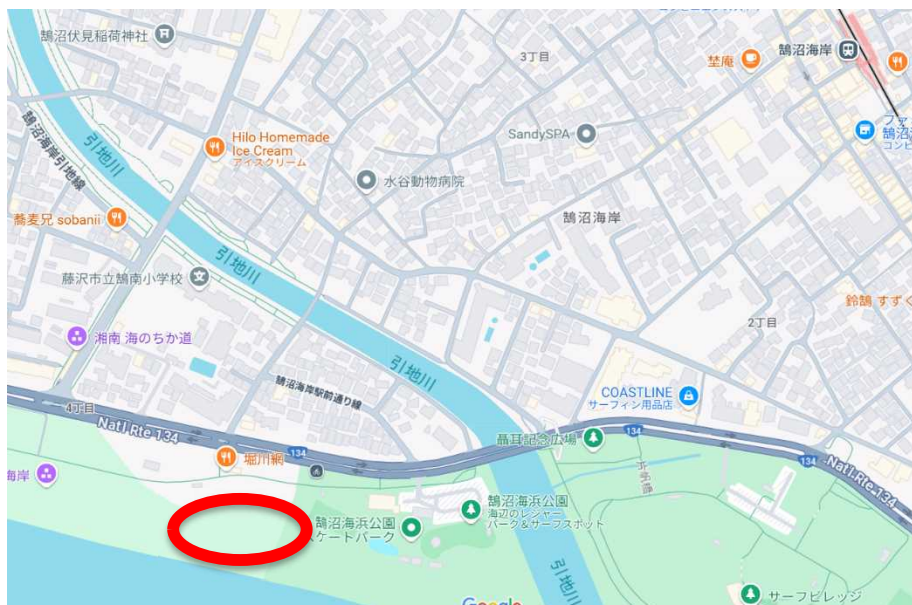 鵠沼伏見稲荷神社
3丁目
埜庵
鵠沼海岸
Hilo Homemade
Ice Cream
アイスクリーム
SandySPA
ファ
鵠沼
コンビ
鵠沼海岸引地線
引地川
水谷動物病院
蕎麦兄 sobanii
鵠沼海岸
引地川
藤沢市立鵠南小学校
鈴鵠 すずく
2丁目
湘南 海のちか道
引地川
鵠沼海岸駅前通り線
COASTLINE
サーフィン用品店
4丁目
Nat'l Rte 134
134
聶耳記念広場
134
堀川網
片帆橋
134
Nat'l Rte 134
134
海岸
鵠沼海浜公園
海辺のレジャー
パーク&サーフスポット
鵠沼海浜公園
スケートパーク
引地川
サーフビレッジ
Google